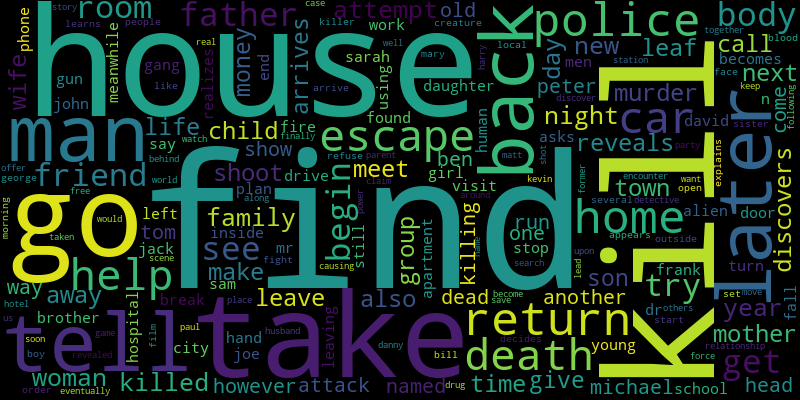 case
story learns people
room father attempt old
killer
creature
real
like
well
mary
harry
local
police body
phone
wife
meanwhile
gun
gang
john
house
realizes
money
end
arrives
work
sarah
using
daughter
found
back
day
new leaf call
men station
together
face
blood
keep
following
discover
peter
becomes
next
n
come
man
life
say
friend
behind
watch
child fire
finally
show
arrive
escape
refuse parent
ben
human
night
murder
car
david
sister
asks
reveals
kill
later
explains
party
discovers
offer world
george
plan
shoot
drive
meet
girl
claim
matt
shot
kevin
former
several
detective
encounter
town
want
open
door
alien
free along
morning
go
find
would
left
tom
jack
inside
family
see
mr
fight
begin
still
group
apartment
visit
power
around
killing
run
one
stop
search
home
upon
appears
outside
taken
scene
help
sam
make
causing
name
lead
son
frank
try
dr others
start
turn
set move
fall
way away
hotel
us
hospital
break place
leave also
dead
become
save
another
year
mother
tell
take
return
brother
soon paul
game
film
boy
revealed
city
hand
joe
husband
leaving
danny
bill
decides
death
young
relationship
force
get
woman
order
eventually
killed however
attack
named
drug
time give
michael school
head